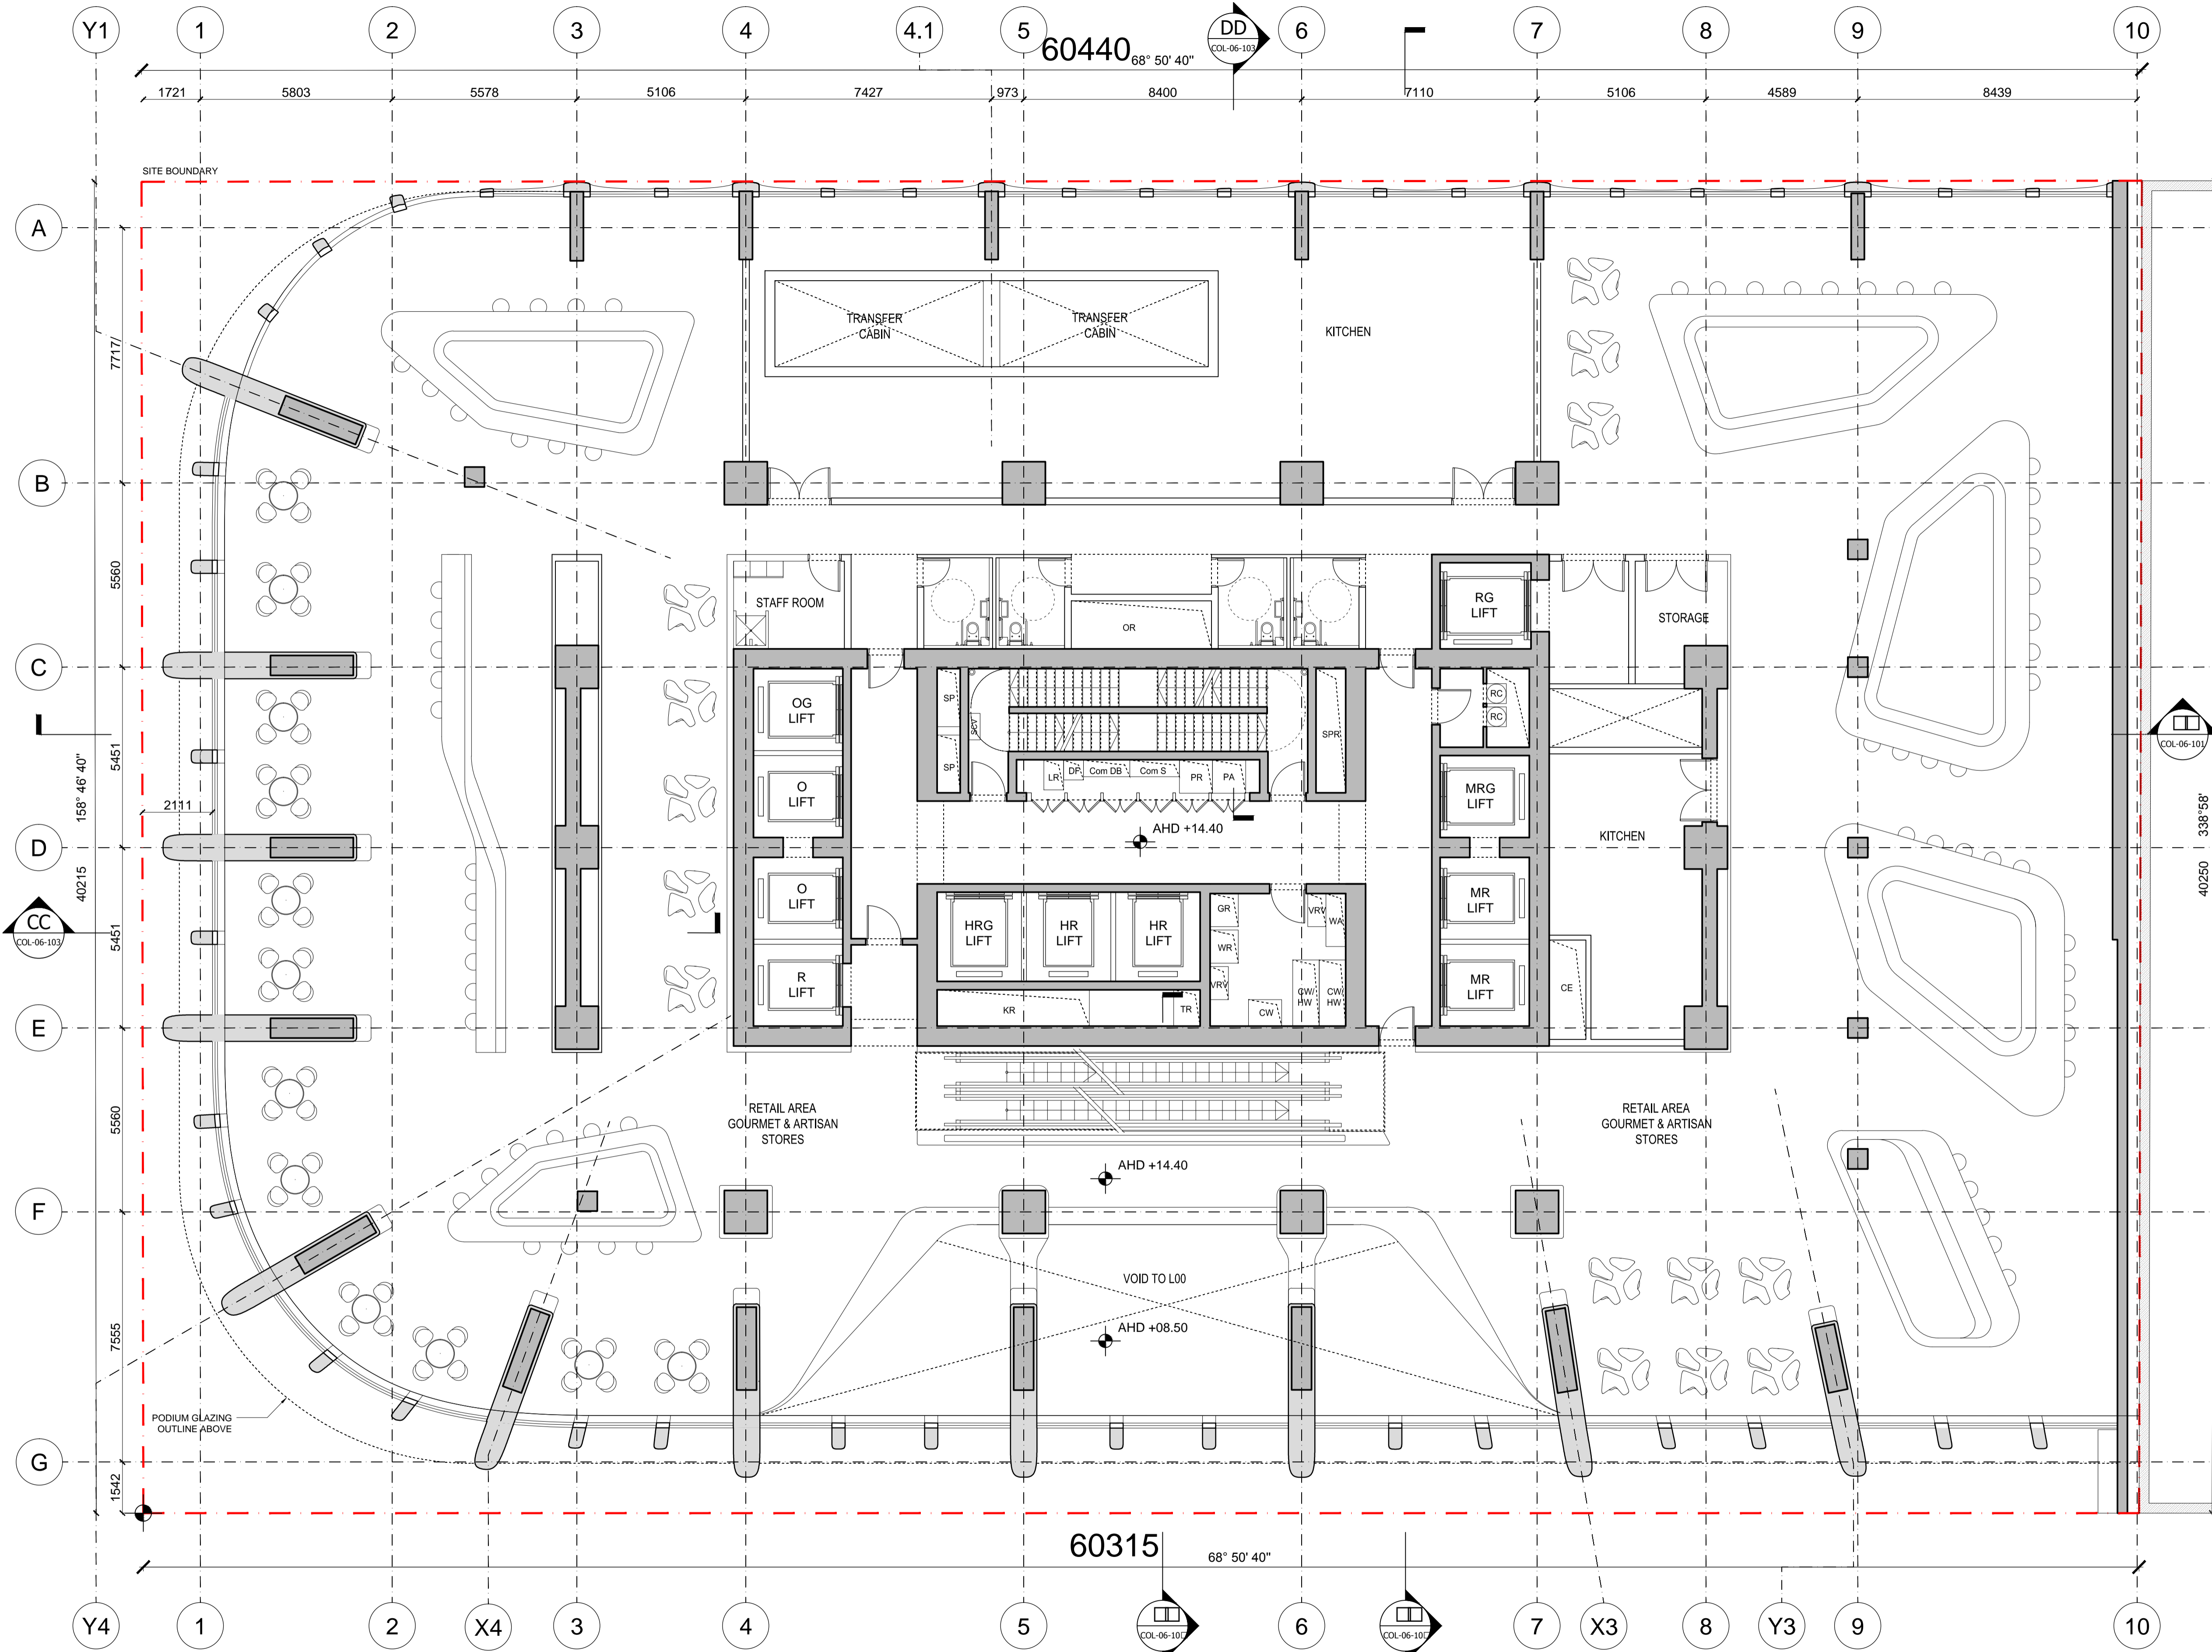 Y1
1
2
3
4
4.1
5
6
7
8
9
10
60440
68° 50' 40"
DD
COL-06-103
1721
5803
5578
5106
7427
973
8400
7110
5106
4589
8439
SITE BOUNDARY
A
B
C
D
E
F
G
7717
5560
5451
5451
5560
7555
1542
158° 46' 40"
40215
2111
CC
COL-06-103
TRANSFER
CABIN
TRANSFER
CABIN
KITCHEN
STAFF ROOM
OR
RG
LIFT
STORAGE
OG
LIFT
SP
SP
SCV
SPR
RC
RC
O
LIFT
LR
DF
Com DB
Com S
PR
PA
MRG
LIFT
AHD +14.40
KITCHEN
O
LIFT
HRG
LIFT
HR
LIFT
HR
LIFT
GR
WR
VRV
VRV
WA
CW/
HW
CW/
HW
CW
MR
LIFT
R
LIFT
KR
TR
MR
LIFT
CE
COL-06-101
338°58'
40250
RETAIL AREA
GOURMET & ARTISAN
STORES
RETAIL AREA
GOURMET & ARTISAN
STORES
AHD +14.40
VOID TO L00
AHD +08.50
PODIUM GLAZING
OUTLINE ABOVE
60315
68° 50' 40"
COL-06-10
COL-06-10
Y4
1
2
X4
3
4
5
6
7
X3
8
Y3
9
10